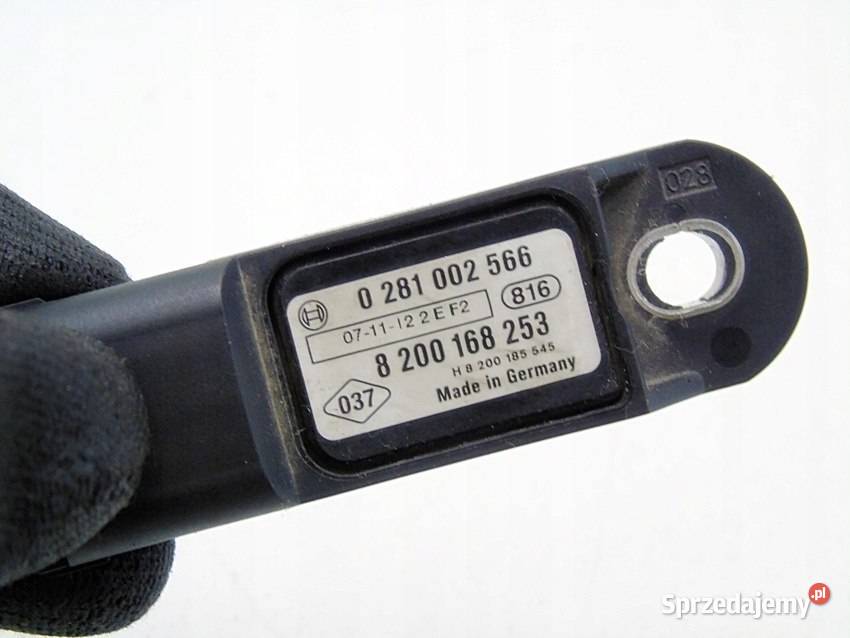 028
0 281 002 566
07-11-12 2 E F2
816
8 200 168 253
H 8 200 185 545
037
Made in Germany
Sprzedajemy.pl